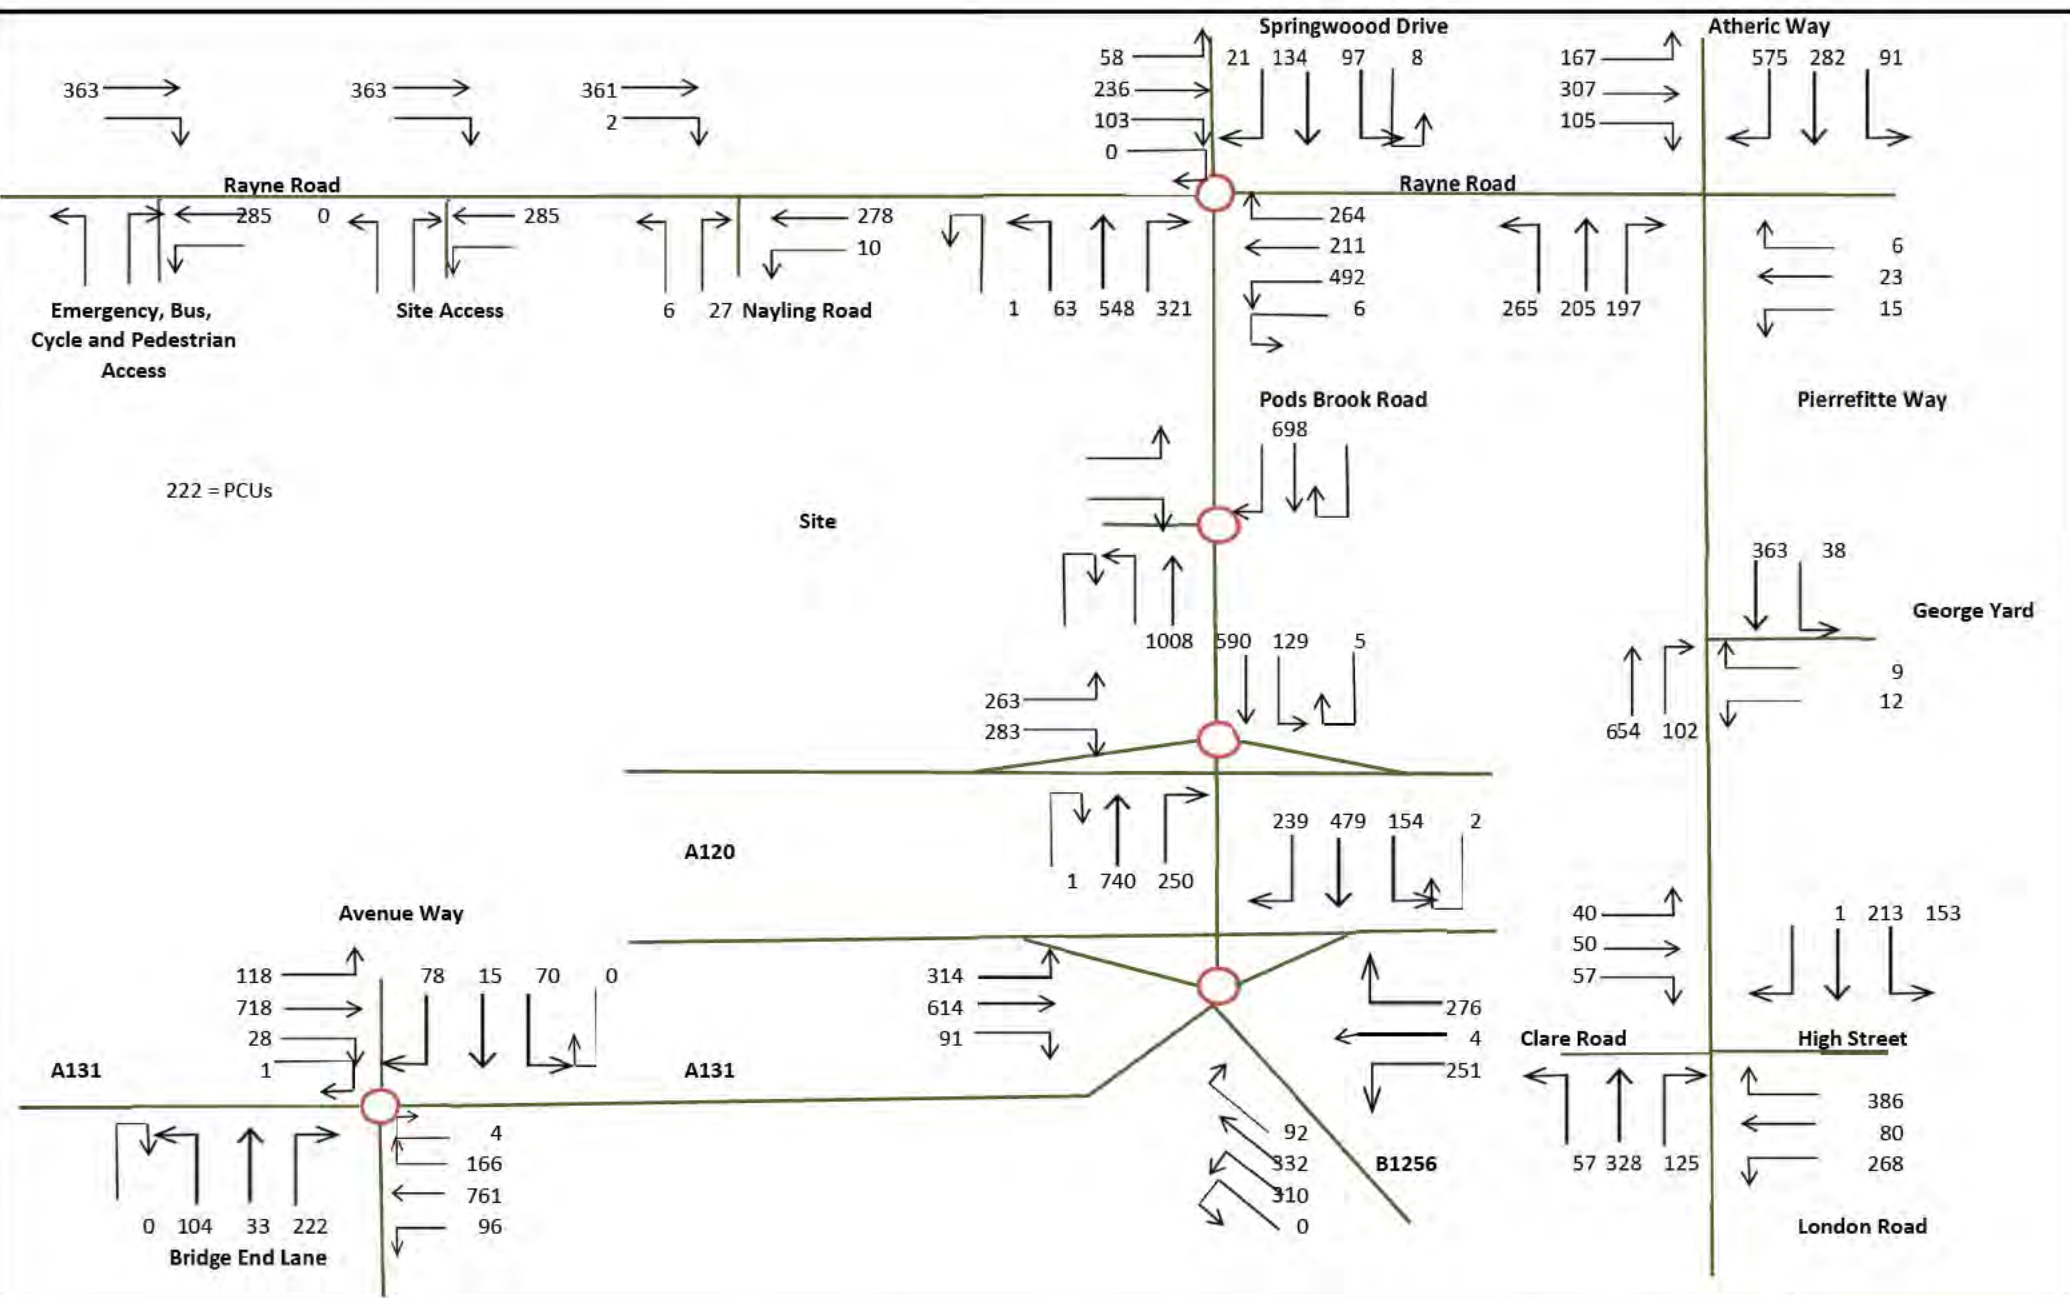 Springwoood Drive
Atheric Way
58
21 134 97 8
167
575 282 91
363
363
361
236
307
2
103
105
0
Rayne Road
Rayne Road
285 0
285
278
264
10
211
6
492
23
6 27 Nayling Road
1 63 548 321
6
265 205 197
15
Emergency, Bus,
Cycle and Pedestrian
Access
Site Access
Pods Brook Road
Pierrefitte Way
698
222 = PCUs
Site
363 38
George Yard
1008 590 129 5
9
263
12
283
654 102
239 479 154 2
A120
1 740 250
Avenue Way
40
1 213 153
50
118
78 15 70 0
314
57
718
614
276
28
91
4
Clare Road
High Street
A131
1
A131
251
386
4
92
80
166
332
B1256
57 328 125
268
761
310
0 104 33 222
96
0
London Road
Bridge End Lane